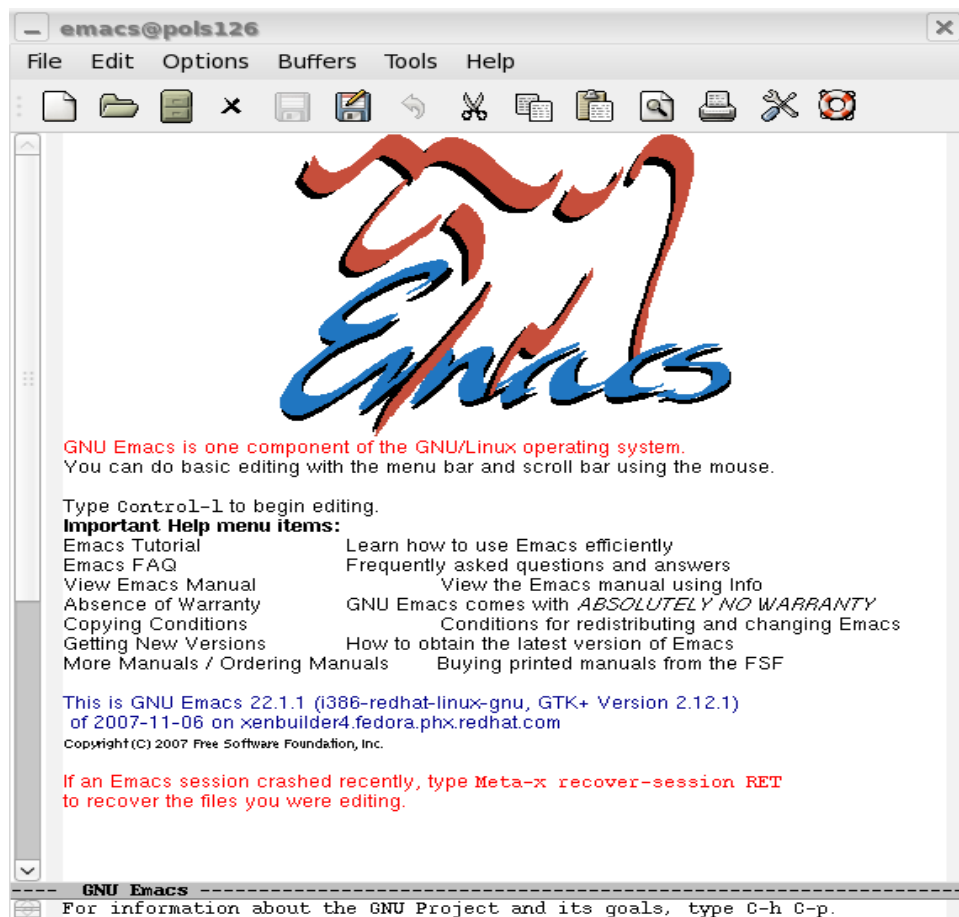 emacs@pols126
File Edit Options Buffers Tools Help
Emacs
GNU Emacs is one component of the GNU/Linux operating system.
You can do basic editing with the menu bar and scroll bar using the mouse.
Type Control-l to begin editing.
Important Help menu items:
Emacs Tutorial Learn how to use Emacs efficiently
Emacs FAQ Frequently asked questions and answers
View Emacs Manual View the Emacs manual using Info
Absence of Warranty GNU Emacs comes with ABSOLUTELY NO WARRANTY
Copying Conditions Conditions for redistributing and changing Emacs
Getting New Versions How to obtain the latest version of Emacs
More Manuals / Ordering Manuals Buying printed manuals from the FSF
This is GNU Emacs 22.1.1 (i386-redhat-linux-gnu, GTK+ Version 2.12.1)
of 2007-11-06 on xenbuilder4.fedora.phx.redhat.com
Copyright (C) 2007 Free Software Foundation, Inc.
If an Emacs session crashed recently, type Meta-x recover-session RET
to recover the files you were editing.
---- GNU Emacs ----
For information about the GNU Project and its goals, type C-h C-p.